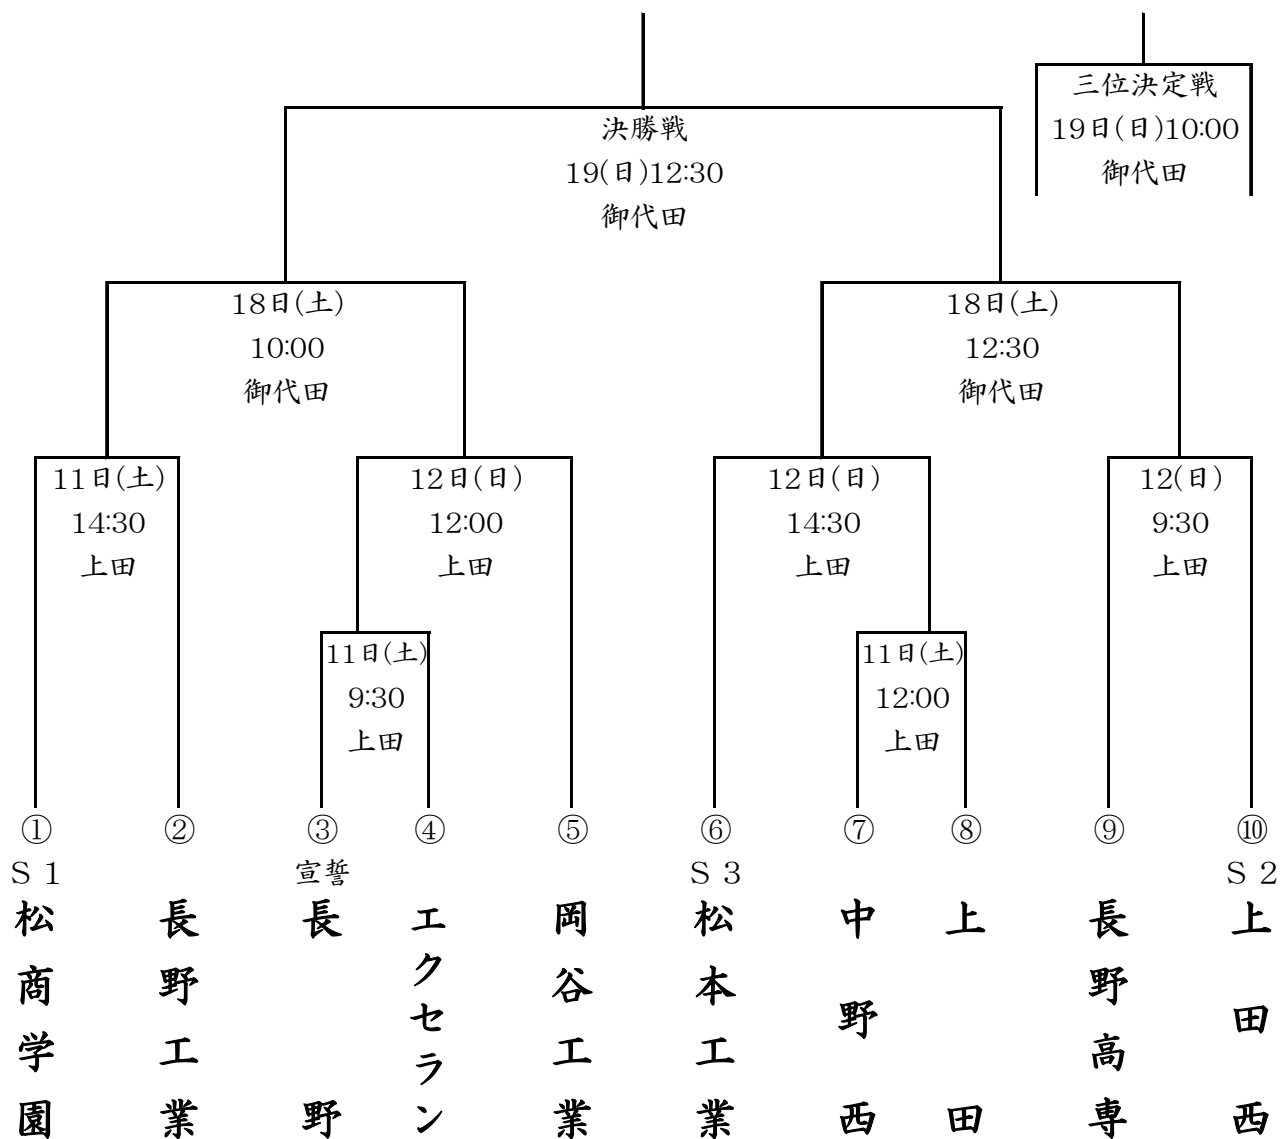 三位決定戦
19日(日)10:00
御代田
決勝戦
19(日)12:30
御代田
18日(土)
10:00
御代田
18日(土)
12:30
御代田
11日(土)
14:30
上田
12日(日)
12:00
上田
12日(日)
14:30
上田
12(日)
9:30
上田
11日(土)
9:30
上田
11日(土)
12:00
上田
①
S 1
松商学園
②
長野工業
③
宣誓
長野
④
エクセラン
⑤
岡谷工業
⑥
S 3
松本工業
⑦
中野西
⑧
上田
⑨
長野高専
⑩
S 2
上田西